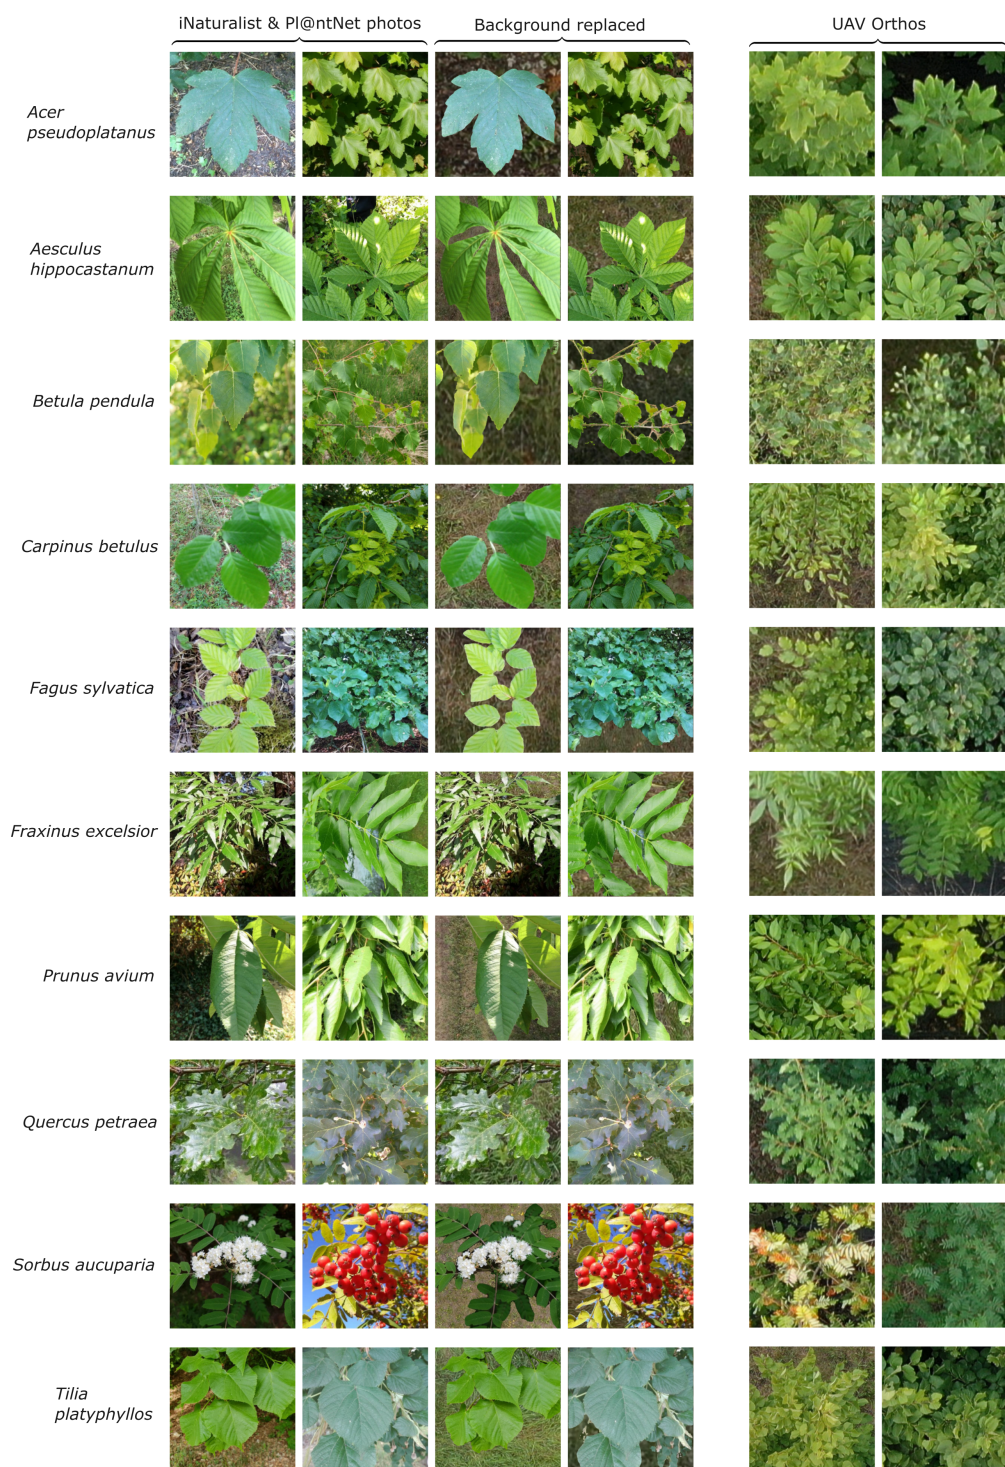 iNaturalist & Pl@ntNet photos
Background replaced
UAV Orthos
Acer
pseudoplatanus
Aesculus
hippocastanum
Betula pendula
Carpinus betulus
Fagus sylvatica
Fraxinus excelsior
Prunus avium
Quercus petraea
Sorbus aucuparia
Tilia
platyphyllos